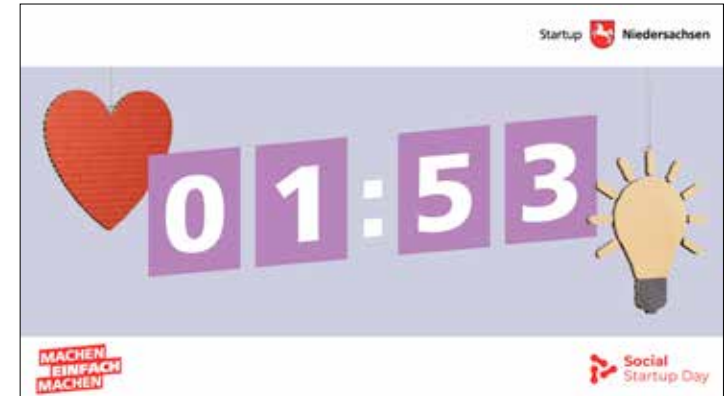 Startup Niedersachsen
01:53
MACHEN
EINFACH
MACHEN
Social
Startup Day